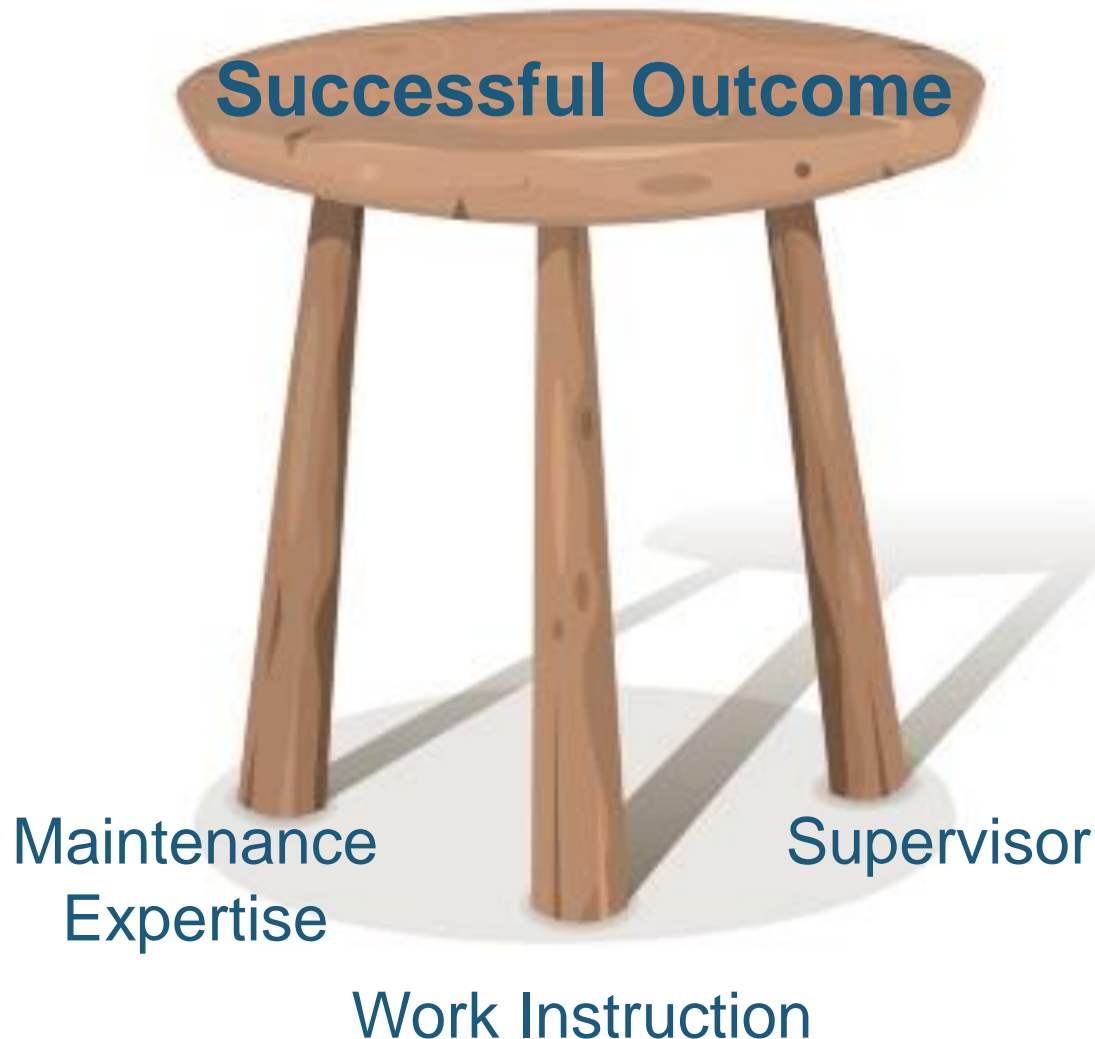 Successful Outcome
Maintenance
Expertise
Supervisor
Work Instruction